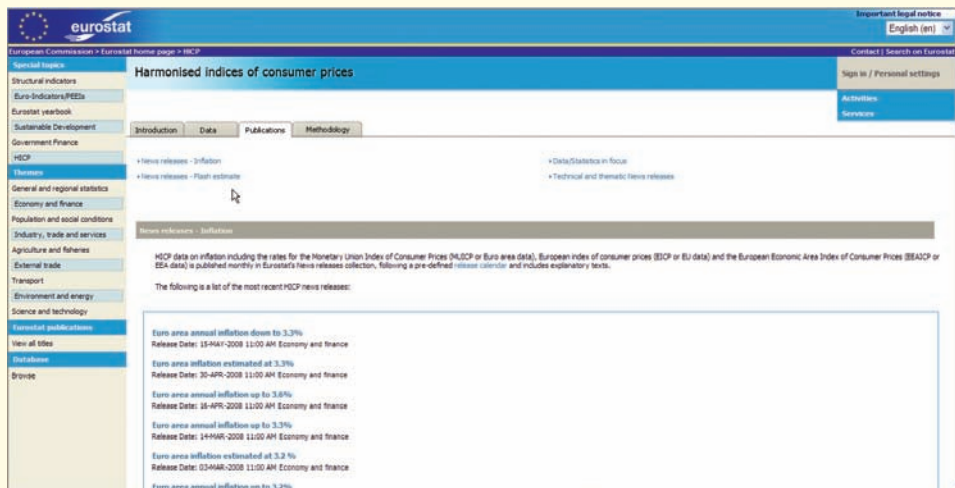 Important legal notice
eurostat
English (en)
European Commission > Eurostat home page > HICP
Contact | Search on Eurostat
Special topics
Structural indicators
Euro-Indicators/PEEIs
Eurostat yearbook
Sustainable Development
Government Finance
HICP
Themes
General and regional statistics
Economy and finance
Population and social conditions
Industry, trade and services
Agriculture and fisheries
External trade
Transport
Environment and energy
Science and technology
Eurostat publications
View all titles
Database
Browse
Harmonised indices of consumer prices
Sign in / Personal settings
Activities
Services
Introduction Data Publications Methodology
News releases - Inflation
Data/Statistics in focus
News releases - Flash estimate
Technical and thematic News releases
News releases - Inflation
HICP data on inflation including the rates for the Monetary Union Index of Consumer Prices (MUICP or Euro area data), European index of consumer prices (EICP or EU data) and the European Economic Area Index of Consumer Prices (EEAICP or
EEA data) is published monthly in Eurostat's News releases collection, following a pre-defined release calendar and includes explanatory texts.
The following is a list of the most recent HICP news releases:
Euro area annual inflation down to 3.3%
Release Date: 15-MAY-2008 11:00 AM Economy and finance
Euro area inflation estimated at 3.3%
Release Date: 30-APR-2008 11:00 AM Economy and finance
Euro area annual inflation up to 3.6%
Release Date: 16-APR-2008 11:00 AM Economy and finance
Euro area annual inflation up to 3.3%
Release Date: 14-MAR-2008 11:00 AM Economy and finance
Euro area inflation estimated at 3.2 %
Release Date: 03-MAR-2008 11:00 AM Economy and finance
Euro area annual inflation up to 3.2%